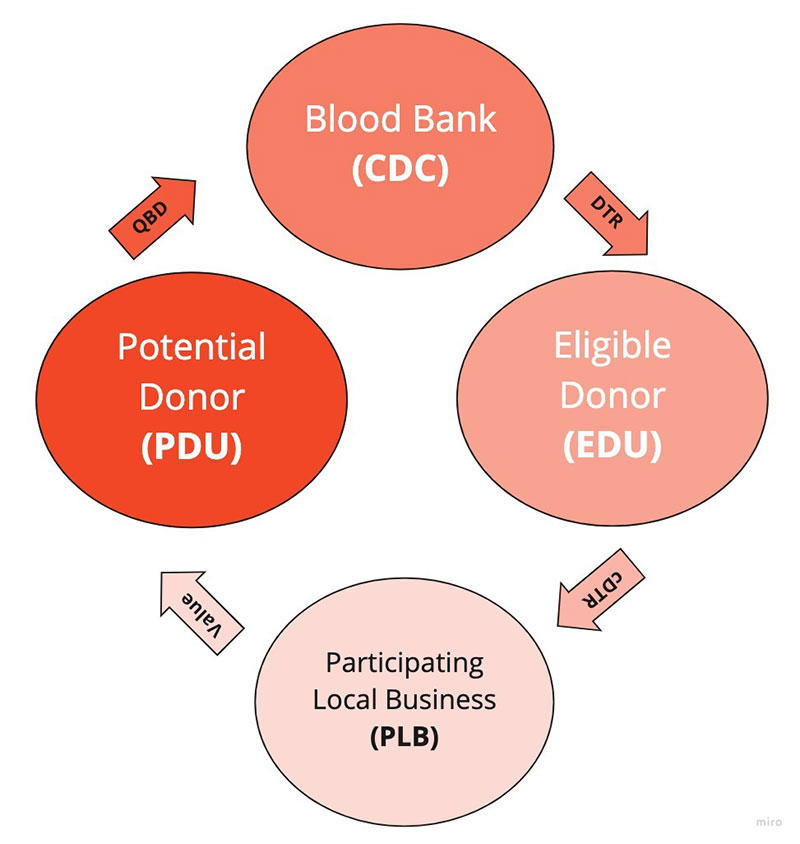 Blood Bank
(CDC)
QBD
DTR
Potential
Donor
(PDU)
Eligible
Donor
(EDU)
Value
cDTR
Participating
Local Business
(PLB)
miro